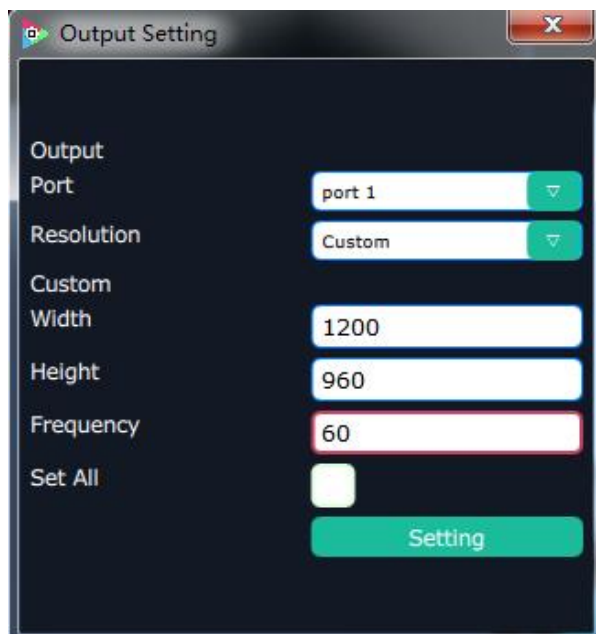 Output Setting
Output
Port
port 1
Resolution
Custom
Custom
Width
1200
Height
960
Frequency
60
Set All
Setting